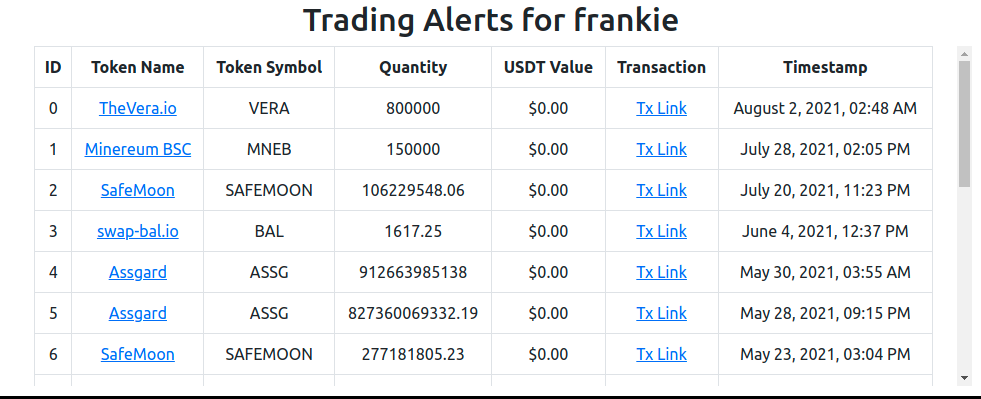 Trading Alerts for frankie
ID Token Name Token Symbol Quantity USDT Value Transaction Timestamp
0 TheVera.io VERA 800000 $0.00 Tx Link August 2, 2021, 02:48 AM
1 Minereum BSC MNEB 150000 $0.00 Tx Link July 28, 2021, 02:05 PM
2 SafeMoon SAFEMOON 106229548.06 $0.00 Tx Link July 20, 2021, 11:23 PM
3 swap-bal.io BAL 1617.25 $0.00 Tx Link June 4, 2021, 12:37 PM
4 Assgard ASSG 912663985138 $0.00 Tx Link May 30, 2021, 03:55 AM
5 Assgard ASSG 827360069332.19 $0.00 Tx Link May 28, 2021, 09:15 PM
6 SafeMoon SAFEMOON 277181805.23 $0.00 Tx Link May 23, 2021, 03:04 PM